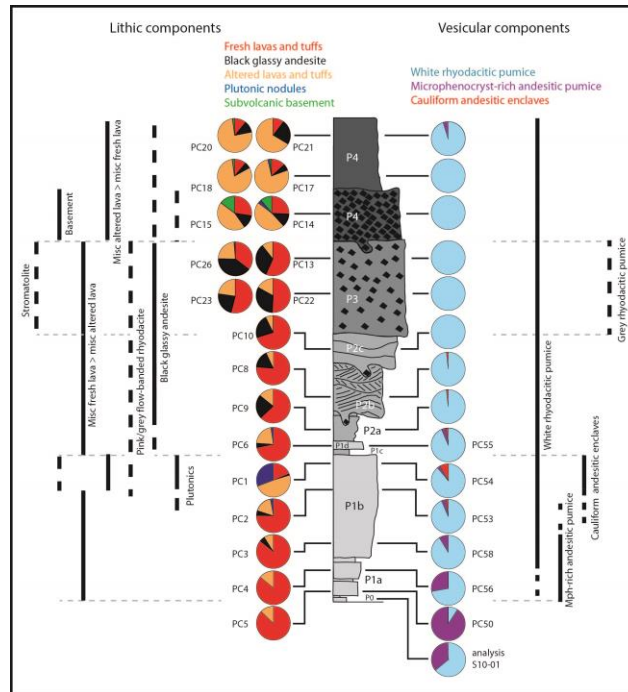 Lithic components
Vesicular components
Fresh lavas and tuffs
Black glassy andesite
Altered lavas and tuffs
Plutonic nodules
Subvolcanic basement
White rhyodacitic pumice
Microphenocryst-rich andesitic pumice
Cauliform andesitic enclaves
Stromatolite
Basement
Misc fresh lava > misc altered lava
Misc altered lava > misc fresh lava
Pink/grey flow-banded rhyodacite
Black glassy andesite
Plutonics
PC20
PC21
PC18
PC17
PC15
PC14
PC26
PC13
PC23
PC22
PC10
PC8
PC9
PC6
PC1
PC2
PC3
PC4
PC5
P4
P4
P3
P2c
P2b
P2a
P1d
P1c
P1b
P1a
P0
PC55
PC54
PC53
PC58
PC56
PC50
analysis
S10-01
White rhyodacitic pumice
Mph-rich andesitic pumice
Cauliform andesitic enclaves
Grey rhyodacitic pumice